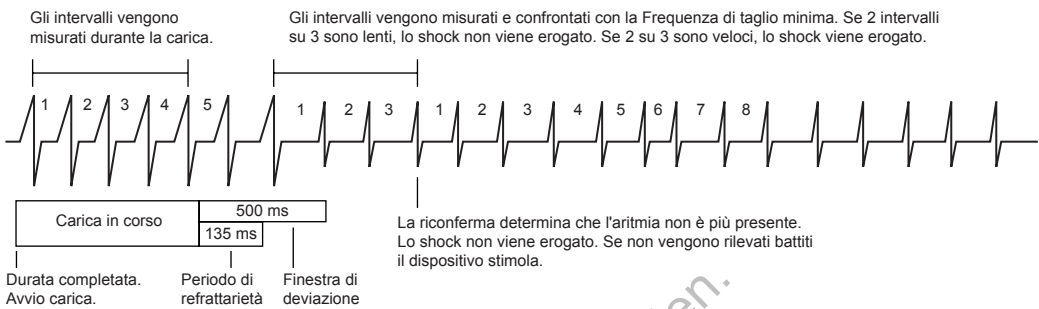 Gli intervalli vengono
misurati durante la carica.
Gli intervalli vengono misurati e confrontati con la Frequenza di taglio minima. Se 2 intervalli
su 3 sono lenti, lo shock non viene erogato. Se 2 su 3 sono veloci, lo shock viene erogato.
1 2 3 4 5 1 2 3 1 2 3 4 5 6 7 8
Carica in corso
500 ms
135 ms
La riconferma determina che l'aritmia non è più presente.
Lo shock non viene erogato. Se non vengono rilevati battiti
il dispositivo stimola.
Durata completata.
Avvio carica.
Periodo di
refrattarietà
Finestra di
deviazione